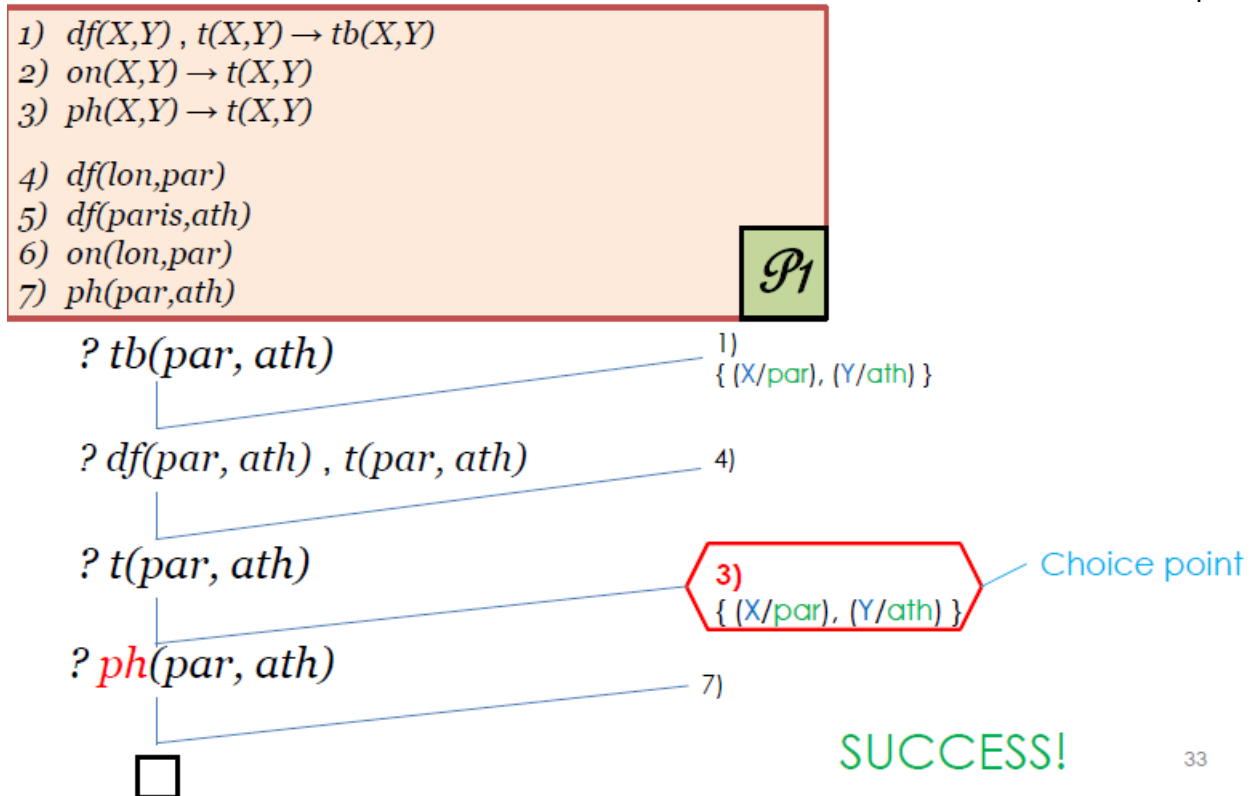 1) df(X,Y) , t(X,Y) → tb(X,Y)
2) on(X,Y) → t(X,Y)
3) ph(X,Y) → t(X,Y)
4) df(lon,par)
5) df(paris,ath)
6) on(lon,par)
7) ph(par,ath)
𝒫1
? tb(par, ath)
1)
{ (X/par), (Y/ath) }
? df(par, ath) , t(par, ath)
4)
? t(par, ath)
3)
{ (X/par), (Y/ath) }
Choice point
? ph(par, ath)
7)
SUCCESS!
33